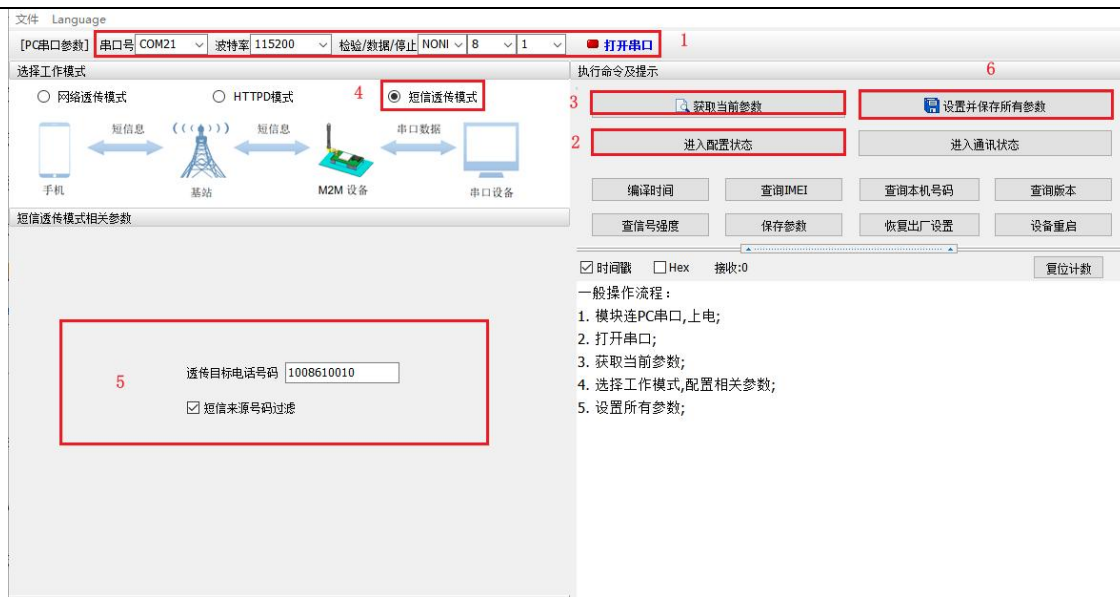 文件 Language
[PC串口参数] 串口号 COM21 波特率 115200 检验/数据/停止 NONI 8 1 打开串口 1
选择工作模式
网络透传模式 HTTPD模式 4 短信透传模式
短信息 短信息 串口数据
手机 基站 M2M 设备 串口设备
短信透传模式相关参数
5
透传目标电话号码 1008610010
短信来源号码过滤
执行命令及提示 6
3 获取当前参数 设置并保存所有参数
2 进入配置状态 进入通讯状态
编译时间 查询IMEI 查询本机号码 查询版本
查信号强度 保存参数 恢复出厂设置 设备重启
时间戳 Hex 接收:0 复位计数
一般操作流程:
1. 模块连PC串口,上电;
2. 打开串口;
3. 获取当前参数;
4. 选择工作模式,配置相关参数;
5. 设置所有参数;